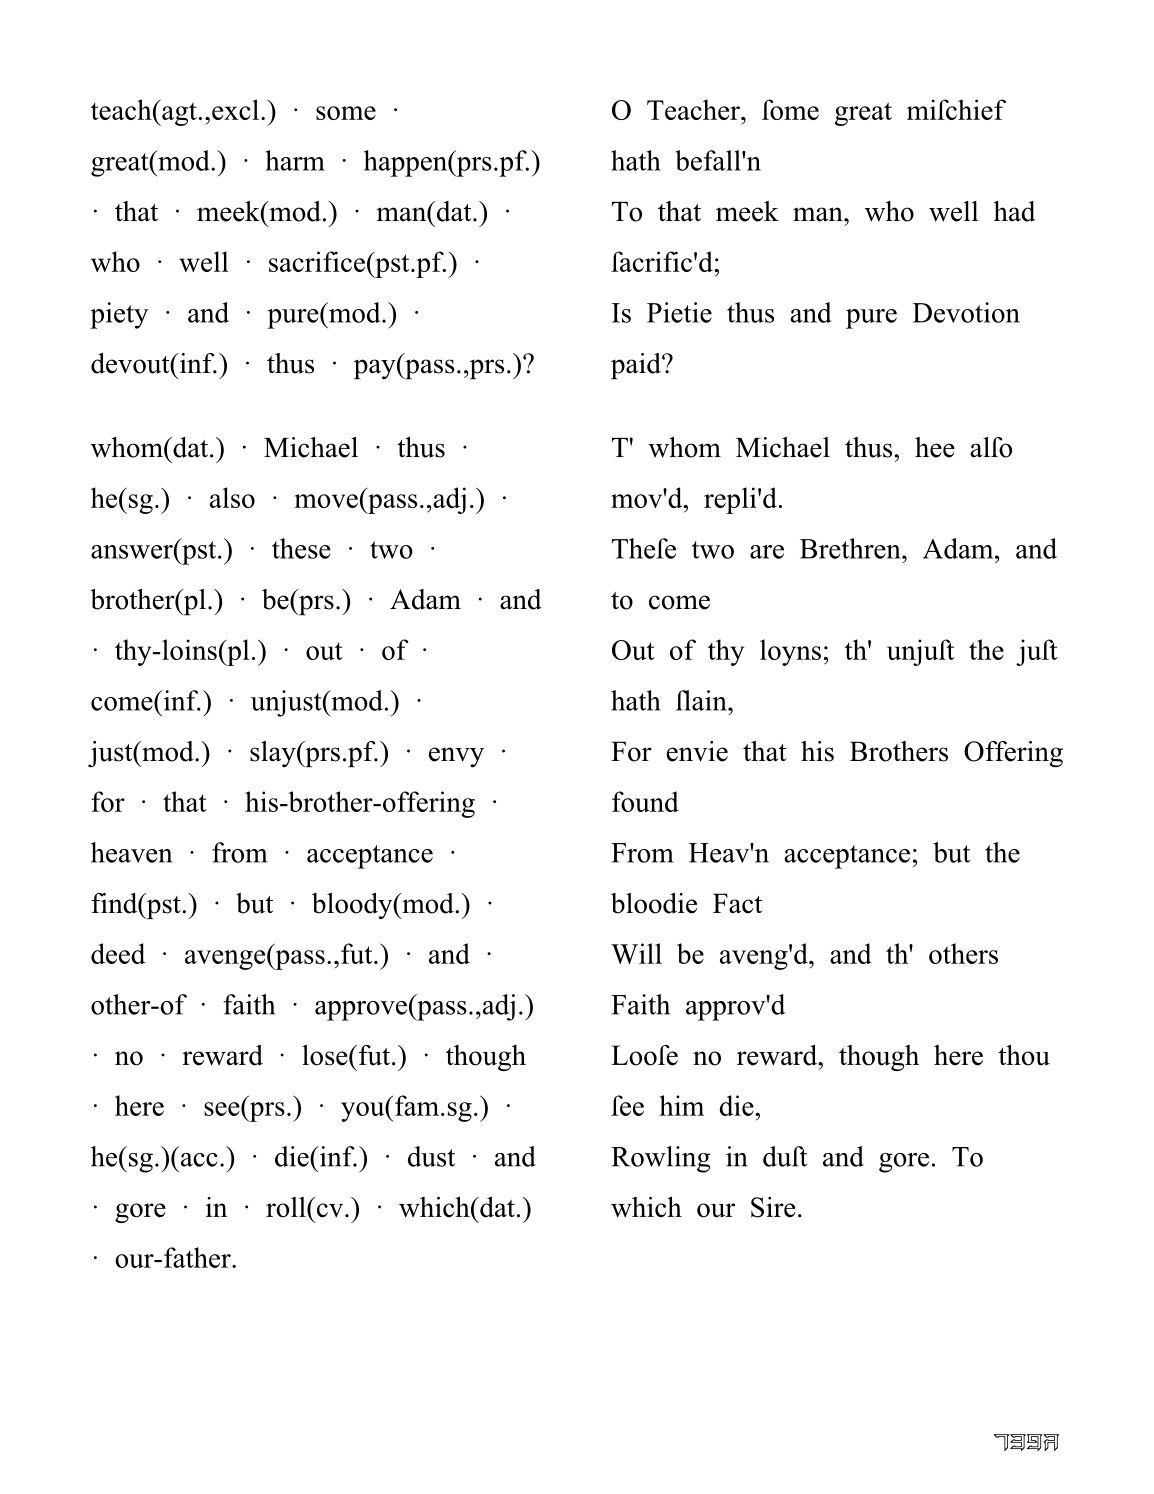 teach(agt.,excl.) · some ·
great(mod.) · harm · happen(prs.pf.)
· that · meek(mod.) · man(dat.) ·
who · well · sacrifice(pst.pf.) ·
piety · and · pure(mod.) ·
devout(inf.) · thus · pay(pass.,prs.)?
O Teacher, ſome great miſchief
hath befall'n
To that meek man, who well had
ſacrific'd;
Is Pietie thus and pure Devotion
paid?
whom(dat.) · Michael · thus ·
he(sg.) · also · move(pass.,adj.) ·
answer(pst.) · these · two ·
brother(pl.) · be(prs.) · Adam · and
· thy-loins(pl.) · out · of ·
come(inf.) · unjust(mod.) ·
just(mod.) · slay(prs.pf.) · envy ·
for · that · his-brother-offering ·
heaven · from · acceptance ·
find(pst.) · but · bloody(mod.) ·
deed · avenge(pass.,fut.) · and ·
other-of · faith · approve(pass.,adj.)
· no · reward · lose(fut.) · though
· here · see(prs.) · you(fam.sg.) ·
he(sg.)(acc.) · die(inf.) · dust · and
· gore · in · roll(cv.) · which(dat.)
· our-father.
T' whom Michael thus, hee alſo
mov'd, repli'd.
Theſe two are Brethren, Adam, and
to come
Out of thy loyns; th' unjuſt the juſt
hath ſlain,
For envie that his Brothers Offering
found
From Heav'n acceptance; but the
bloodie Fact
Will be aveng'd, and th' others
Faith approv'd
Looſe no reward, though here thou
ſee him die,
Rowling in duſt and gore. To
which our Sire.